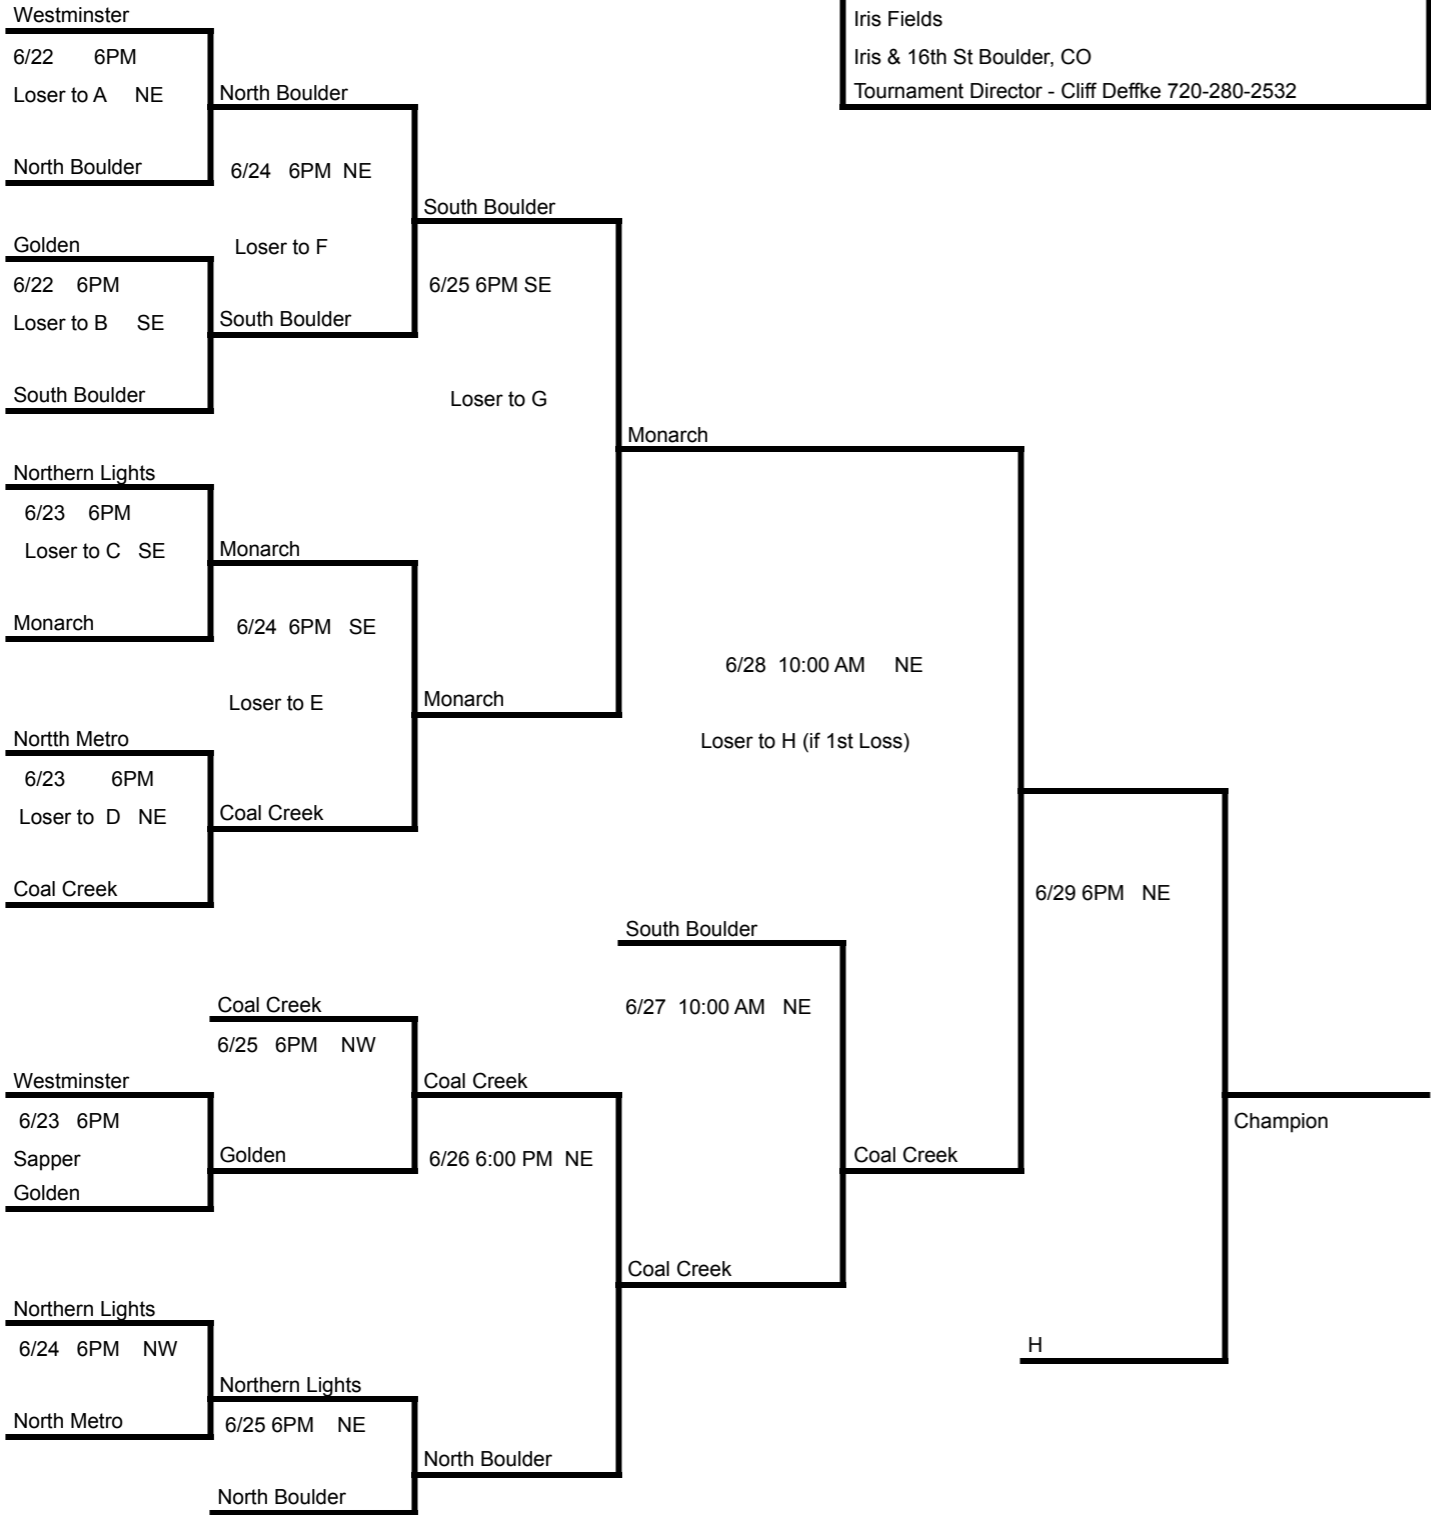 Westminster
Iris Fields
6/22 6PM
Iris & 16th St Boulder, CO
Loser to A NE
North Boulder
Tournament Director - Cliff Deffke 720-280-2532
North Boulder
6/24 6PM NE
South Boulder
Golden
Loser to F
6/22 6PM
6/25 6PM SE
Loser to B SE
South Boulder
South Boulder
Loser to G
Monarch
Northern Lights
6/23 6PM
Loser to C SE
Monarch
Monarch
6/24 6PM SE
6/28 10:00 AM NE
Loser to E
Monarch
Nortth Metro
Loser to H (if 1st Loss)
6/23 6PM
Loser to D NE
Coal Creek
Coal Creek
6/29 6PM NE
South Boulder
Coal Creek
6/27 10:00 AM NE
6/25 6PM NW
Westminster
Coal Creek
6/23 6PM
Champion
Sapper
Golden
6/26 6:00 PM NE
Coal Creek
Golden
Coal Creek
Northern Lights
6/24 6PM NW
H
Northern Lights
North Metro
6/25 6PM NE
North Boulder
North Boulder